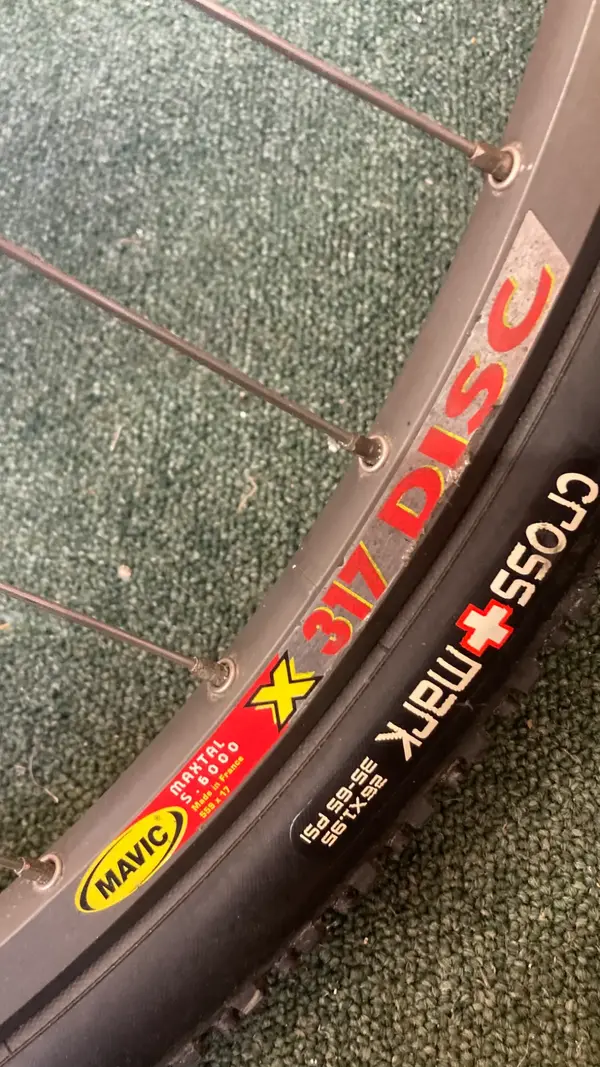 MAVIC
MAXTAL
S.6000
Made in France
559 x 17
X 317 DISC
cross mark
26X1.95
35-65 PSI